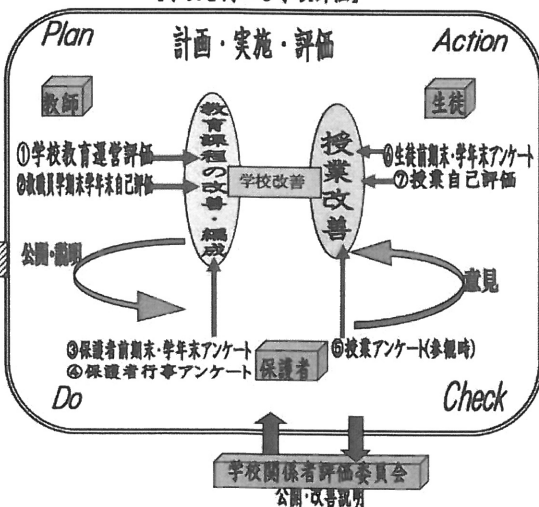 Plan
計画・実施・評価
Action
教師
生徒
教育課程の改善・編成
授業改善
学校改善
①学校教育運営評価
②教職員学期末学年末自己評価
⑥生徒前期末・学年末アンケート
⑦授業自己評価
公開・説明
意見
③保護者前期末・学年末アンケート
④保護者行事アンケート
保護者
⑤授業アンケート(参観時)
Do
Check
学校関係者評価委員会
公開・改善説明